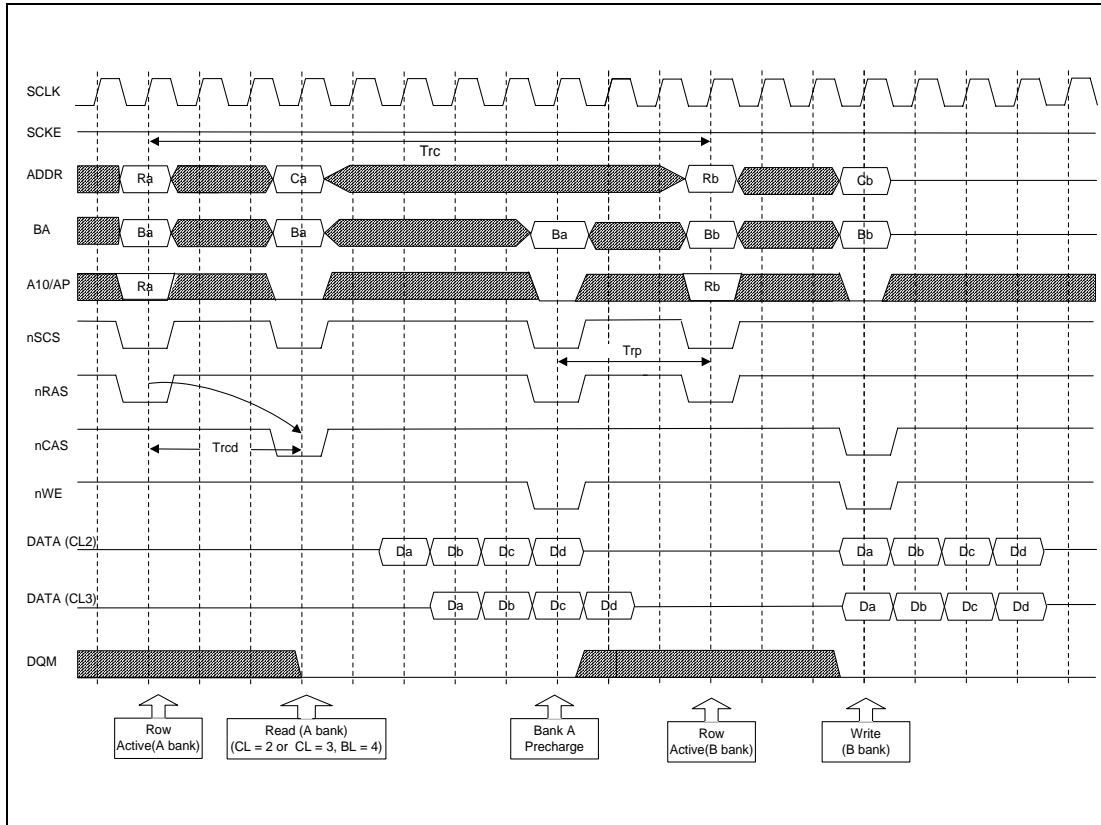 SCLK
SCKE
Trc
ADDR Ra Ca Rb Cb
BA Ba Ba Ba Bb Bb
A10/AP Ra Rb
nSCS
Trp
nRAS
nCAS
Trcd
nWE
DATA (CL2) Da Db Dc Dd Da Db Dc Dd
DATA (CL3) Da Db Dc Dd Da Db Dc Dd
DQM
Row
Active(A bank)
Read (A bank)
(CL = 2 or CL = 3, BL = 4)
Bank A
Precharge
Row
Active(B bank)
Write
(B bank)